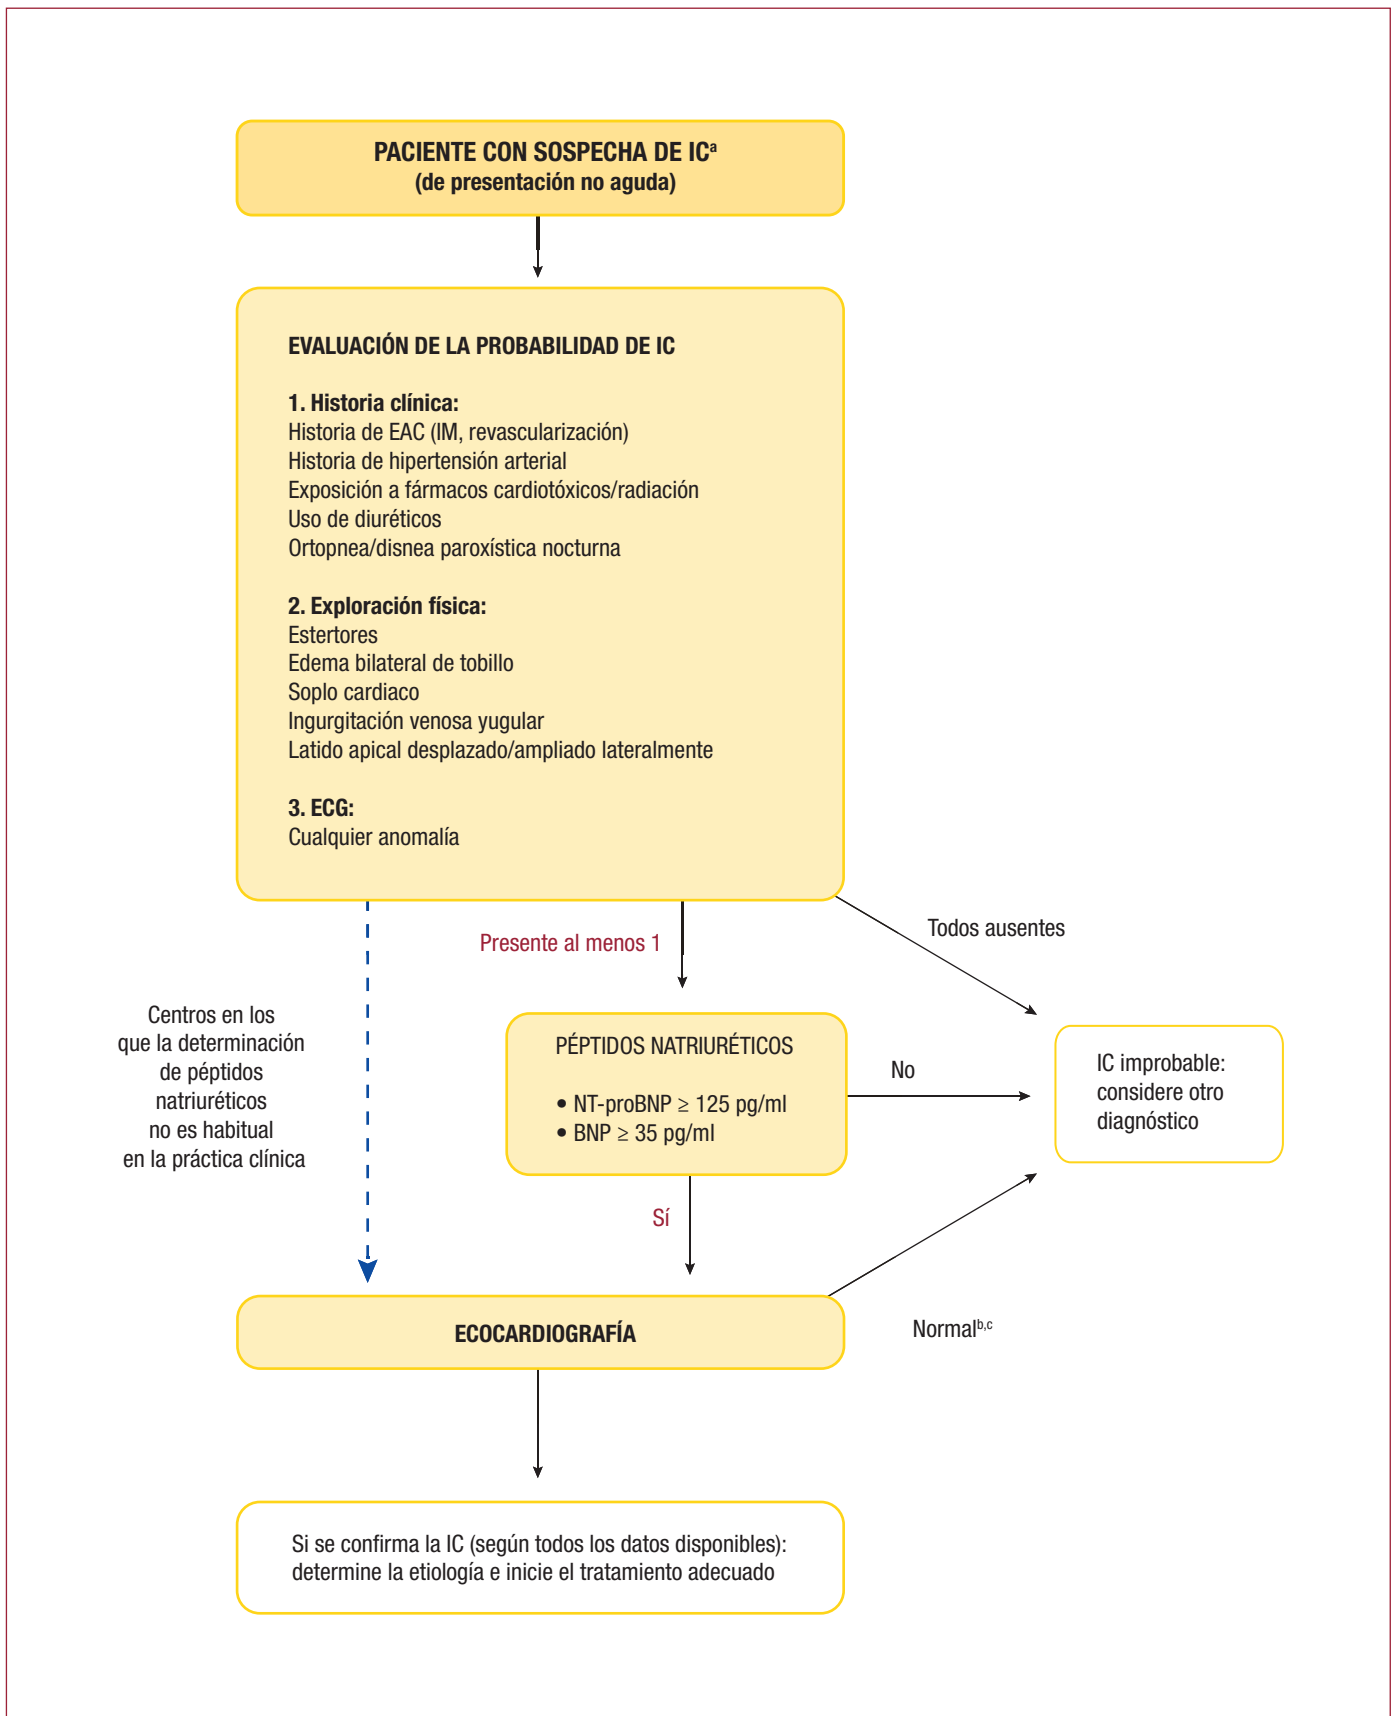 PACIENTE CON SOSPECHA DE ICᵃ
(de presentación no aguda)
EVALUACIÓN DE LA PROBABILIDAD DE IC
1. Historia clínica:
Historia de EAC (IM, revascularización)
Historia de hipertensión arterial
Exposición a fármacos cardiotóxicos/radiación
Uso de diuréticos
Ortopnea/disnea paroxística nocturna
2. Exploración física:
Estertores
Edema bilateral de tobillo
Soplo cardiaco
Ingurgitación venosa yugular
Latido apical desplazado/ampliado lateralmente
3. ECG:
Cualquier anomalía
Presente al menos 1
Todos ausentes
Centros en los
que la determinación
de péptidos
natriuréticos
no es habitual
en la práctica clínica
PÉPTIDOS NATRIURÉTICOS
• NT-proBNP ≥ 125 pg/ml
• BNP ≥ 35 pg/ml
No
IC improbable:
considere otro
diagnóstico
Sí
ECOCARDIOGRAFÍA
Normalᵇ,ᶜ
Si se confirma la IC (según todos los datos disponibles):
determine la etiología e inicie el tratamiento adecuado